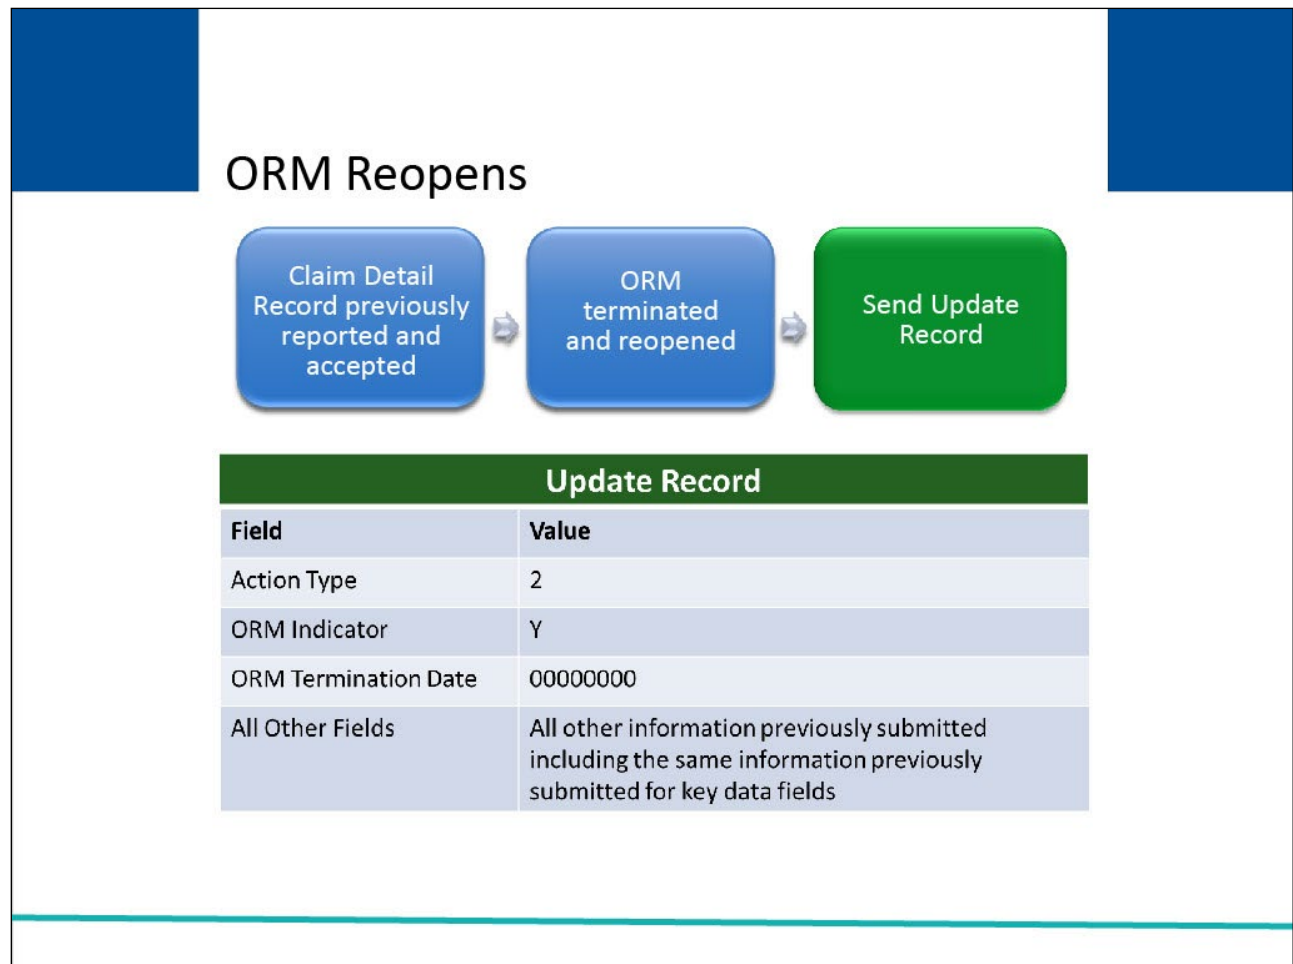 ORM Reopens
Claim Detail
Record previously
reported and
accepted
ORM
terminated
and reopened
Send Update
Record
Update Record
Field Value
Action Type 2
ORM Indicator Y
ORM Termination Date 00000000
All Other Fields All other information previously submitted
including the same information previously
submitted for key data fields